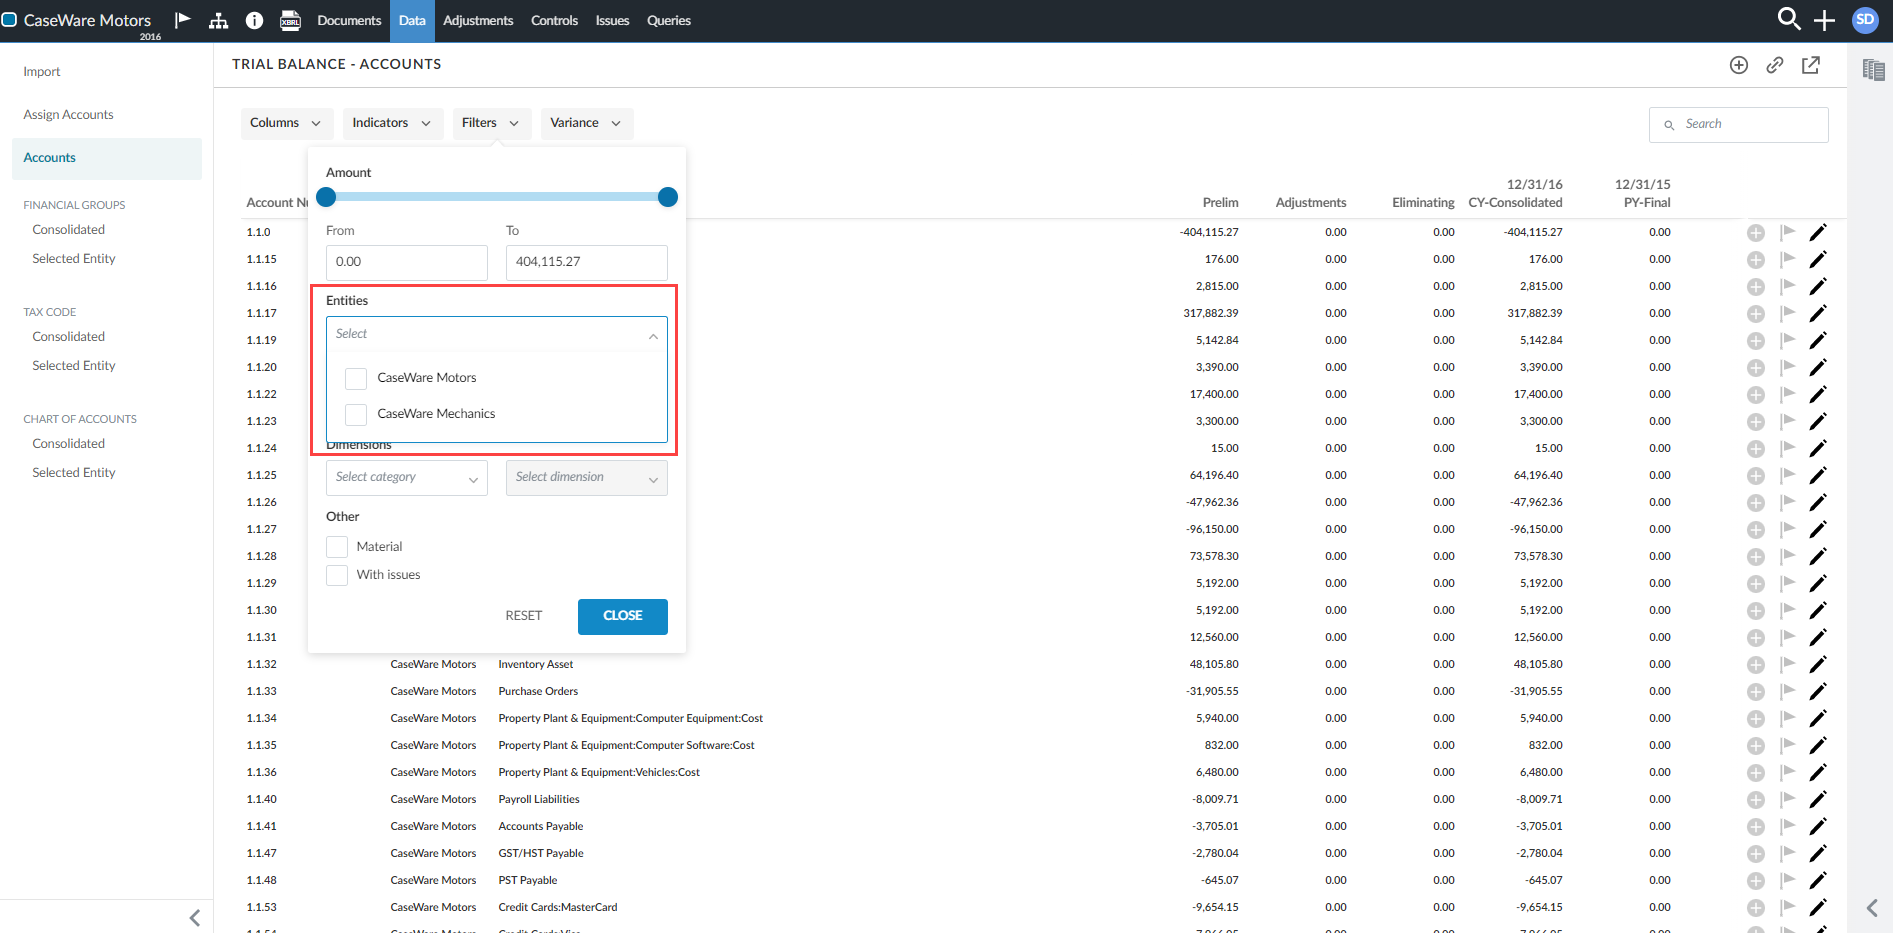 CaseWare Motors
2016
XBRL
Documents Data Adjustments Controls Issues Queries
SD
Import
Assign Accounts
Accounts
FINANCIAL GROUPS
Consolidated
Selected Entity
TAX CODE
Consolidated
Selected Entity
CHART OF ACCOUNTS
Consolidated
Selected Entity
TRIAL BALANCE - ACCOUNTS
Columns Indicators Filters Variance
Search
Amount
From To
0.00 404,115.27
Entities
Select
CaseWare Motors
CaseWare Mechanics
Dimensions
Select category Select dimension
Other
Material
With issues
RESET CLOSE
12/31/16 12/31/15
Account Nu Prelim Adjustments Eliminating CY-Consolidated PY-Final
1.1.0 -404,115.27 0.00 0.00 -404,115.27 0.00
1.1.15 176.00 0.00 0.00 176.00 0.00
1.1.16 2,815.00 0.00 0.00 2,815.00 0.00
1.1.17 317,882.39 0.00 0.00 317,882.39 0.00
1.1.19 5,142.84 0.00 0.00 5,142.84 0.00
1.1.20 3,390.00 0.00 0.00 3,390.00 0.00
1.1.22 17,400.00 0.00 0.00 17,400.00 0.00
1.1.23 3,300.00 0.00 0.00 3,300.00 0.00
1.1.24 15.00 0.00 0.00 15.00 0.00
1.1.25 64,196.40 0.00 0.00 64,196.40 0.00
1.1.26 -47,962.36 0.00 0.00 -47,962.36 0.00
1.1.27 -96,150.00 0.00 0.00 -96,150.00 0.00
1.1.28 73,578.30 0.00 0.00 73,578.30 0.00
1.1.29 5,192.00 0.00 0.00 5,192.00 0.00
1.1.30 5,192.00 0.00 0.00 5,192.00 0.00
1.1.31 12,560.00 0.00 0.00 12,560.00 0.00
1.1.32 CaseWare Motors Inventory Asset 48,105.80 0.00 0.00 48,105.80 0.00
1.1.33 CaseWare Motors Purchase Orders -31,905.55 0.00 0.00 -31,905.55 0.00
1.1.34 CaseWare Motors Property Plant & Equipment:Computer Equipment:Cost 5,940.00 0.00 0.00 5,940.00 0.00
1.1.35 CaseWare Motors Property Plant & Equipment:Computer Software:Cost 832.00 0.00 0.00 832.00 0.00
1.1.36 CaseWare Motors Property Plant & Equipment:Vehicles:Cost 6,480.00 0.00 0.00 6,480.00 0.00
1.1.40 CaseWare Motors Payroll Liabilities -8,009.71 0.00 0.00 -8,009.71 0.00
1.1.41 CaseWare Motors Accounts Payable -3,705.01 0.00 0.00 -3,705.01 0.00
1.1.47 CaseWare Motors GST/HST Payable -2,780.04 0.00 0.00 -2,780.04 0.00
1.1.48 CaseWare Motors PST Payable -645.07 0.00 0.00 -645.07 0.00
1.1.53 CaseWare Motors Credit Cards:MasterCard -9,654.15 0.00 0.00 -9,654.15 0.00